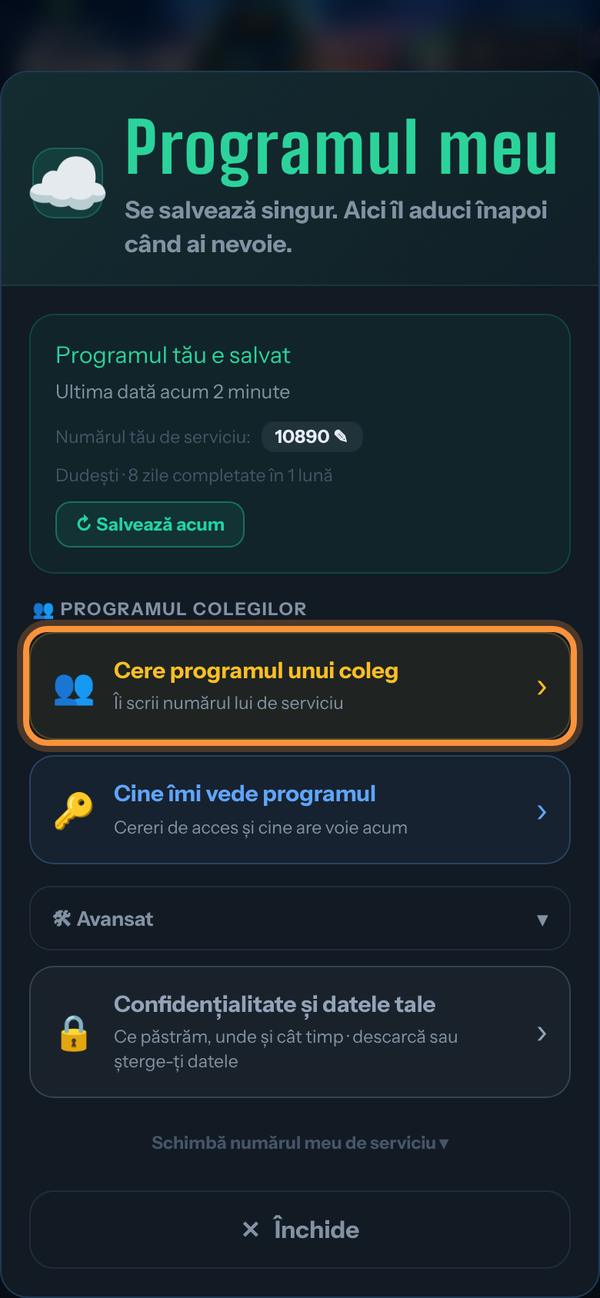 Programul meu
Se salvează singur. Aici îl aduci înapoi
când ai nevoie.
Programul tău e salvat
Ultima dată acum 2 minute
Numărul tău de serviciu: 10890 ✎
Dudești · 8 zile completate în 1 lună
↻ Salvează acum
👥 PROGRAMUL COLEGILOR
Cere programul unui coleg
Îi scrii numărul lui de serviciu
Cine îmi vede programul
Cereri de acces și cine are voie acum
🛠 Avansat ▾
Confidențialitate și datele tale
Ce păstrăm, unde și cât timp · descarcă sau
șterge-ți datele
Schimbă numărul meu de serviciu ▾
✕ Închide